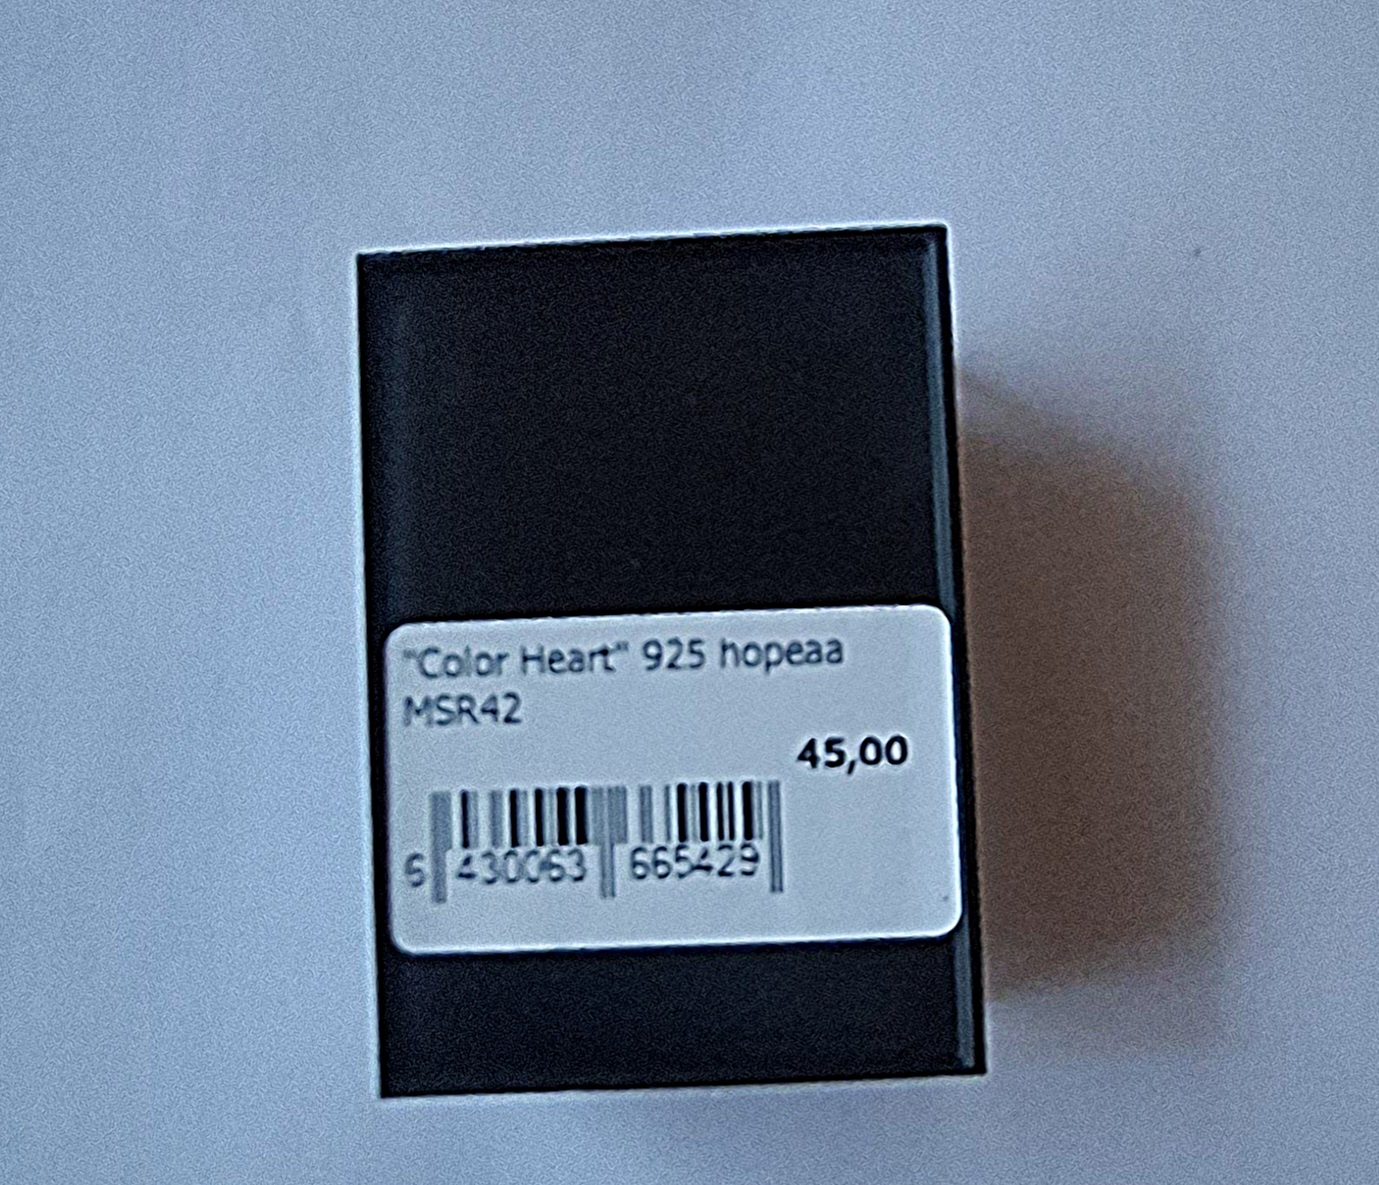 "Color Heart" 925 hopeaa
MSR42
45,00
6 430063 665429